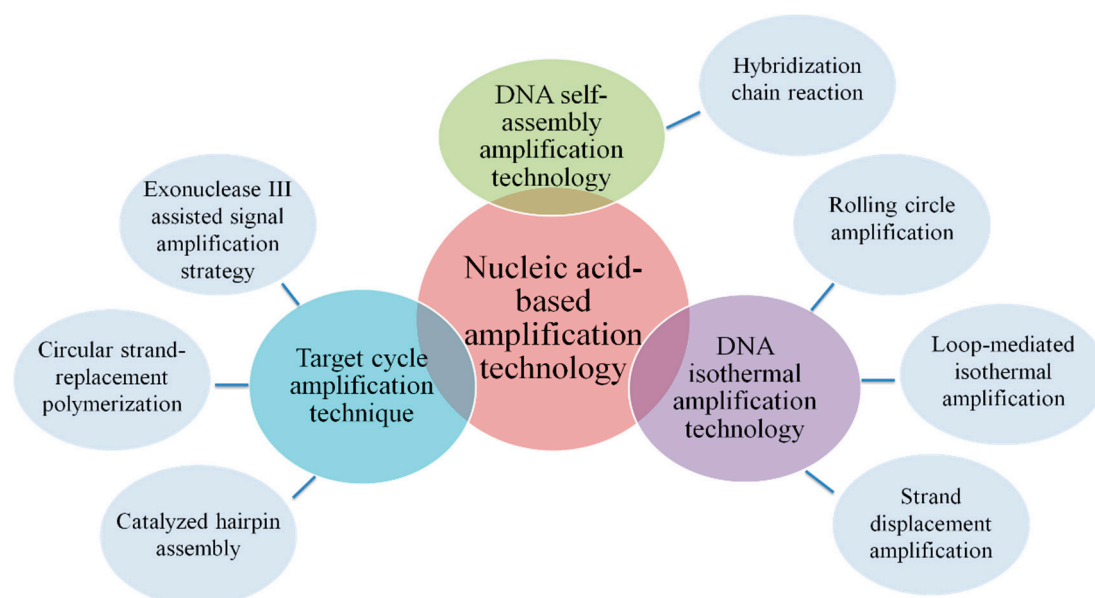 Hybridization
chain reaction
DNA self-
assembly
amplification
technology
Exonuclease III
assisted signal
amplification
strategy
Rolling circle
amplification
Nucleic acid-
based
amplification
technology
Circular strand-
replacement
polymerization
Target cycle
amplification
technique
DNA
isothermal
amplification
technology
Loop-mediated
isothermal
amplification
Catalyzed hairpin
assembly
Strand
displacement
amplification